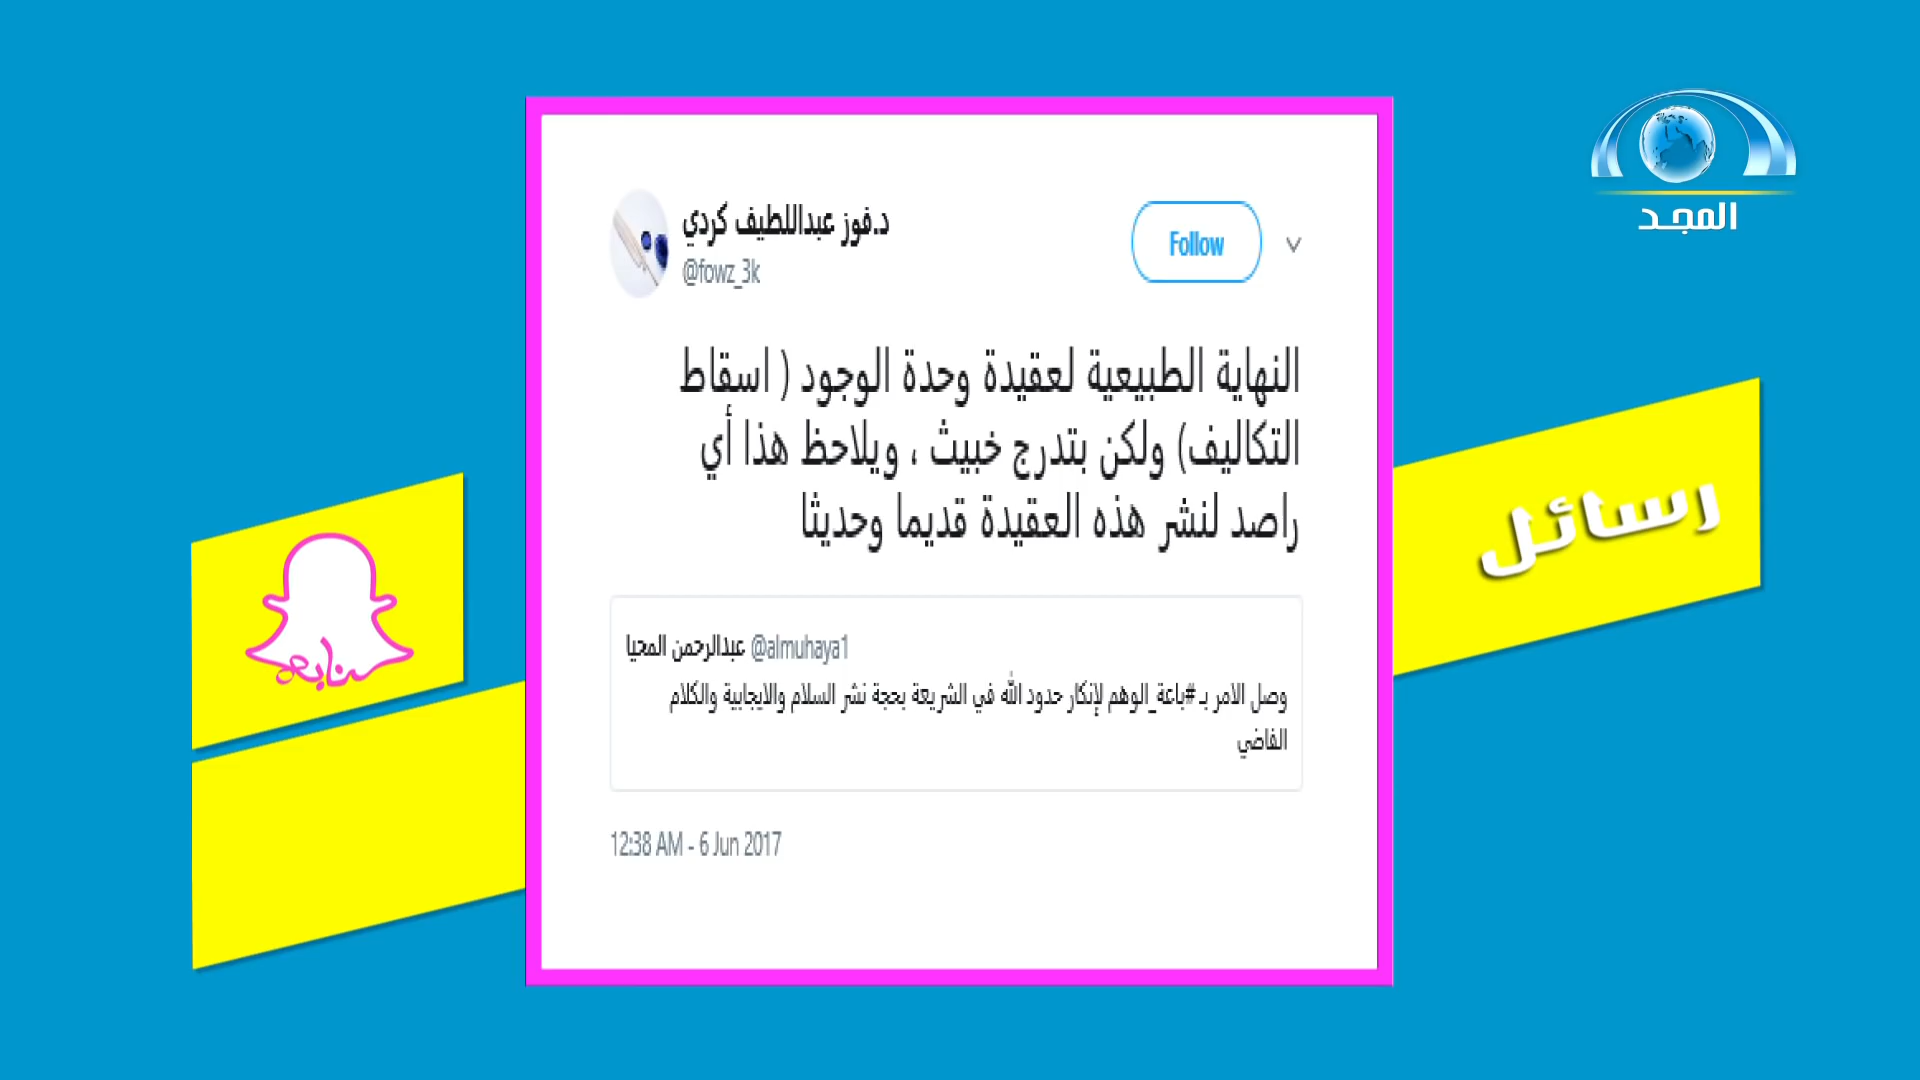 المجد
د.فوز عبداللطيف كردي
@fowz_3k
Follow
النهاية الطبيعية لعقيدة وحدة الوجود ( اسقاط
التكاليف) ولكن بتدرج خبيث ، ويلاحظ هذا أي
راصد لنشر هذه العقيدة قديما وحديثا
عبدالرحمن المحيا @almuhaya1
وصل الامر بـ #باعة_الوهم لإنكار حدود الله في الشريعة بحجة نشر السلام والايجابية والكلام
الفاضي
12:38 AM - 6 Jun 2017
رسائل
سنابه